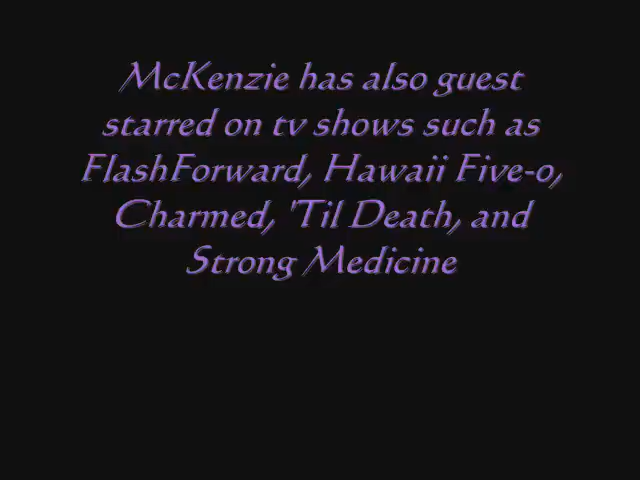 McKenzie has also guest
starred on tv shows such as
FlashForward, Hawaii Five-o,
Charmed, 'Til Death, and
Strong Medicine